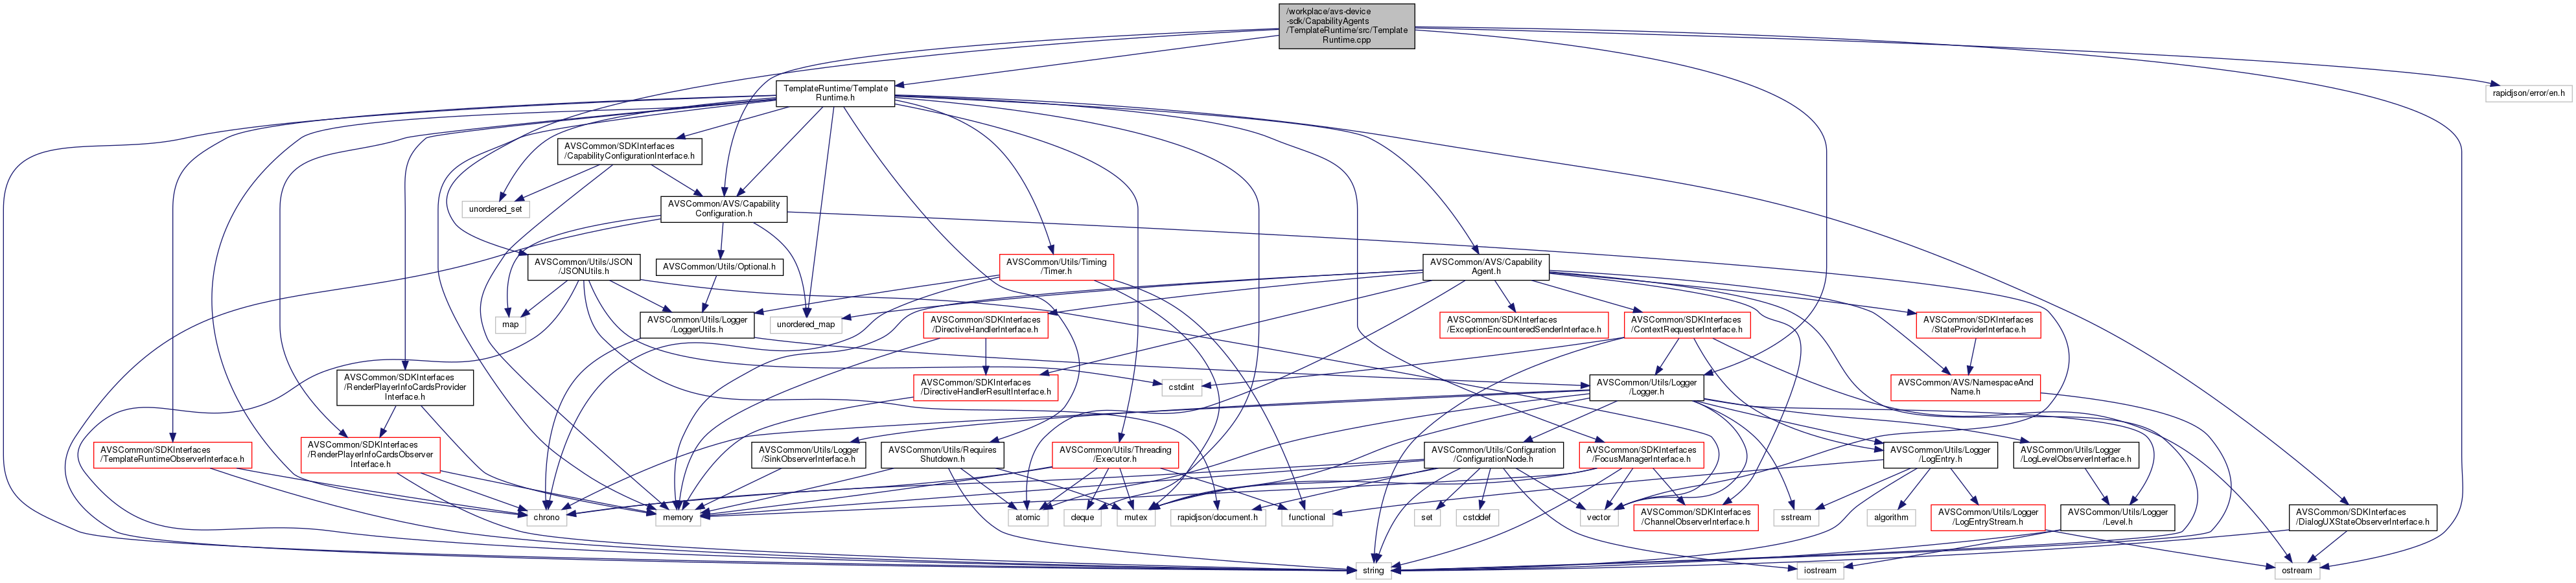 /workplace/avs-device
-sdk/CapabilityAgents
/TemplateRuntime/src/Template
Runtime.cpp
TemplateRuntime/Template
Runtime.h
rapidjson/error/en.h
AVSCommon/SDKInterfaces
/CapabilityConfigurationInterface.h
unordered_set
AVSCommon/AVS/Capability
Configuration.h
AVSCommon/Utils/JSON
/JSONUtils.h
AVSCommon/Utils/Optional.h
AVSCommon/Utils/Timing
/Timer.h
AVSCommon/AVS/Capability
Agent.h
map
AVSCommon/Utils/Logger
/LoggerUtils.h
unordered_map
AVSCommon/SDKInterfaces
/DirectiveHandlerInterface.h
AVSCommon/SDKInterfaces
/ExceptionEncounteredSenderInterface.h
AVSCommon/SDKInterfaces
/ContextRequesterInterface.h
AVSCommon/SDKInterfaces
/StateProviderInterface.h
AVSCommon/SDKInterfaces
/RenderPlayerInfoCardsProvider
Interface.h
AVSCommon/SDKInterfaces
/DirectiveHandlerResultInterface.h
cstdint
AVSCommon/Utils/Logger
/Logger.h
AVSCommon/AVS/NamespaceAnd
Name.h
AVSCommon/SDKInterfaces
/TemplateRuntimeObserverInterface.h
AVSCommon/SDKInterfaces
/RenderPlayerInfoCardsObserver
Interface.h
AVSCommon/Utils/Logger
/SinkObserverInterface.h
AVSCommon/Utils/Requires
Shutdown.h
AVSCommon/Utils/Threading
/Executor.h
AVSCommon/Utils/Configuration
/ConfigurationNode.h
AVSCommon/SDKInterfaces
/FocusManagerInterface.h
AVSCommon/Utils/Logger
/LogEntry.h
AVSCommon/Utils/Logger
/LogLevelObserverInterface.h
chrono
memory
atomic
deque
mutex
rapidjson/document.h
functional
set
cstddef
vector
AVSCommon/SDKInterfaces
/ChannelObserverInterface.h
sstream
algorithm
AVSCommon/Utils/Logger
/LogEntryStream.h
AVSCommon/Utils/Logger
/Level.h
AVSCommon/SDKInterfaces
/DialogUXStateObserverInterface.h
string
iostream
ostream